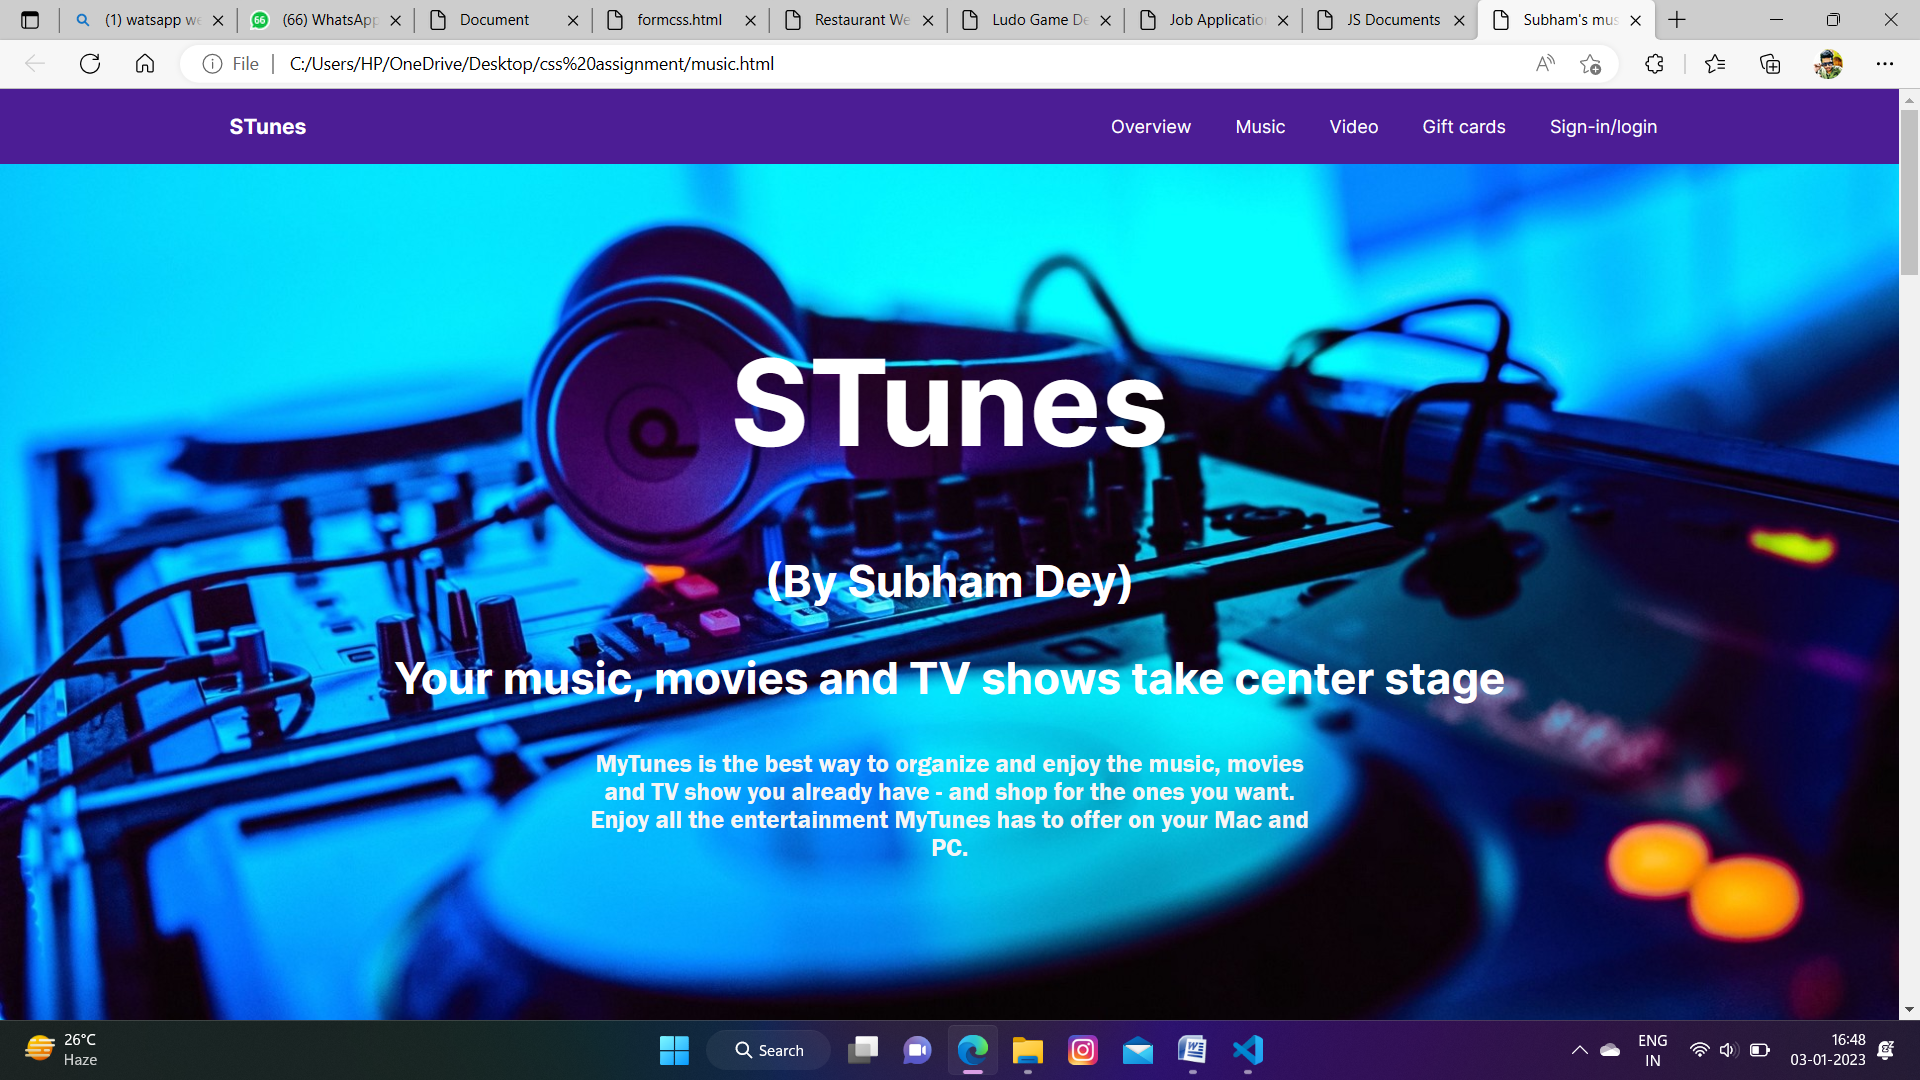 (1) watsapp we
(66) WhatsApp
Document
formcss.html
Restaurant We
Ludo Game De
Job Application
JS Documents
Subham's mus
File
C:/Users/HP/OneDrive/Desktop/css%20assignment/music.html
STunes
Overview
Music
Video
Gift cards
Sign-in/login
STunes
(By Subham Dey)
Your music, movies and TV shows take center stage
MyTunes is the best way to organize and enjoy the music, movies
and TV show you already have - and shop for the ones you want.
Enjoy all the entertainment MyTunes has to offer on your Mac and
PC.
26°C
Haze
Search
ENG
IN
16:48
03-01-2023